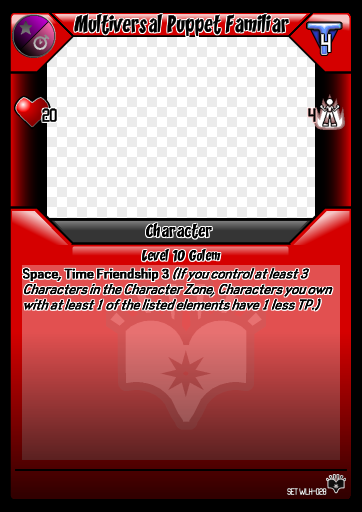 Multiversal Puppet Familiar
4
20
4
Character
Level 10 Golem
Space, Time Friendship 3 (If you control at least 3
Characters in the Character Zone, Characters you own
with at least 1 of the listed elements have 1 less TP.)
SET WLH-028